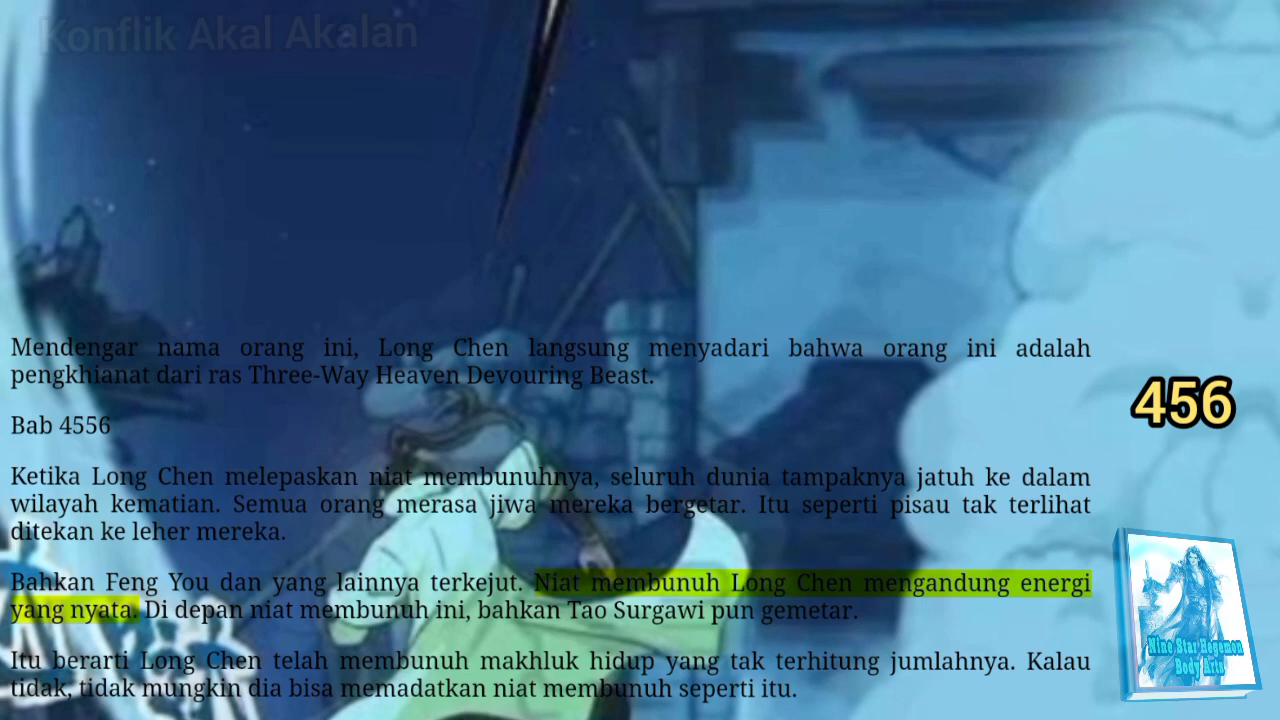 Konflik Akal Akalan
Mendengar nama orang ini, Long Chen langsung menyadari bahwa orang ini adalah
pengkhianat dari ras Three-Way Heaven Devouring Beast.
Bab 4556
Ketika Long Chen melepaskan niat membunuhnya, seluruh dunia tampaknya jatuh ke dalam
wilayah kematian. Semua orang merasa jiwa mereka bergetar. Itu seperti pisau tak terlihat
ditekan ke leher mereka.
Bahkan Feng You dan yang lainnya terkejut. Niat membunuh Long Chen mengandung energi
yang nyata. Di depan niat membunuh ini, bahkan Tao Surgawi pun gemetar.
Itu berarti Long Chen telah membunuh makhluk hidup yang tak terhitung jumlahnya. Kalau
tidak, tidak mungkin dia bisa memadatkan niat membunuh seperti itu.
456
Nine Star Hegemon
Body Arts